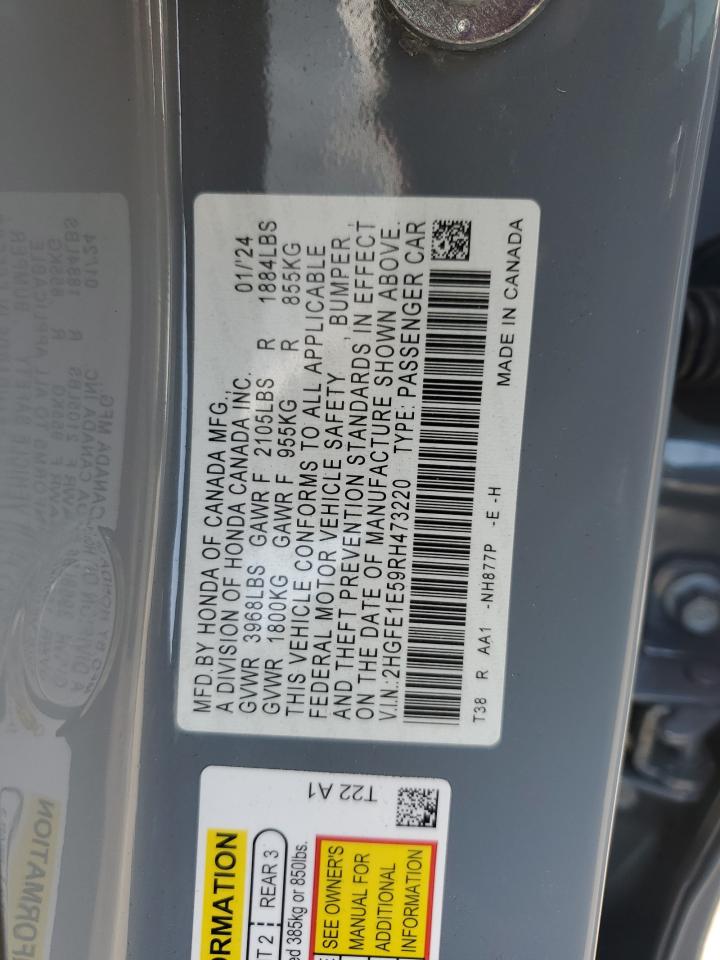 MFD.BY HONDA OF CANADA MFG.,
A DIVISION OF HONDA CANADA INC. 01/'24
GVWR 3968LBS GAWR F 2105LBS R 1884LBS
GVWR 1800KG GAWR F 955KG R 855KG
THIS VEHICLE CONFORMS TO ALL APPLICABLE
FEDERAL MOTOR VEHICLE SAFETY , BUMPER ,
AND THEFT PREVENTION STANDARDS IN EFFECT
ON THE DATE OF MANUFACTURE SHOWN ABOVE.
V.I.N.:2HGFE1E59RH473220 TYPE: PASSENGER CAR
T38 R AA1 -NH877P -E -H
MADE IN CANADA
T22 A1
ORMATION
T 2 REAR 3
ed 385kg or 850lbs.
SEE OWNER'S
MANUAL FOR
ADDITIONAL
INFORMATION